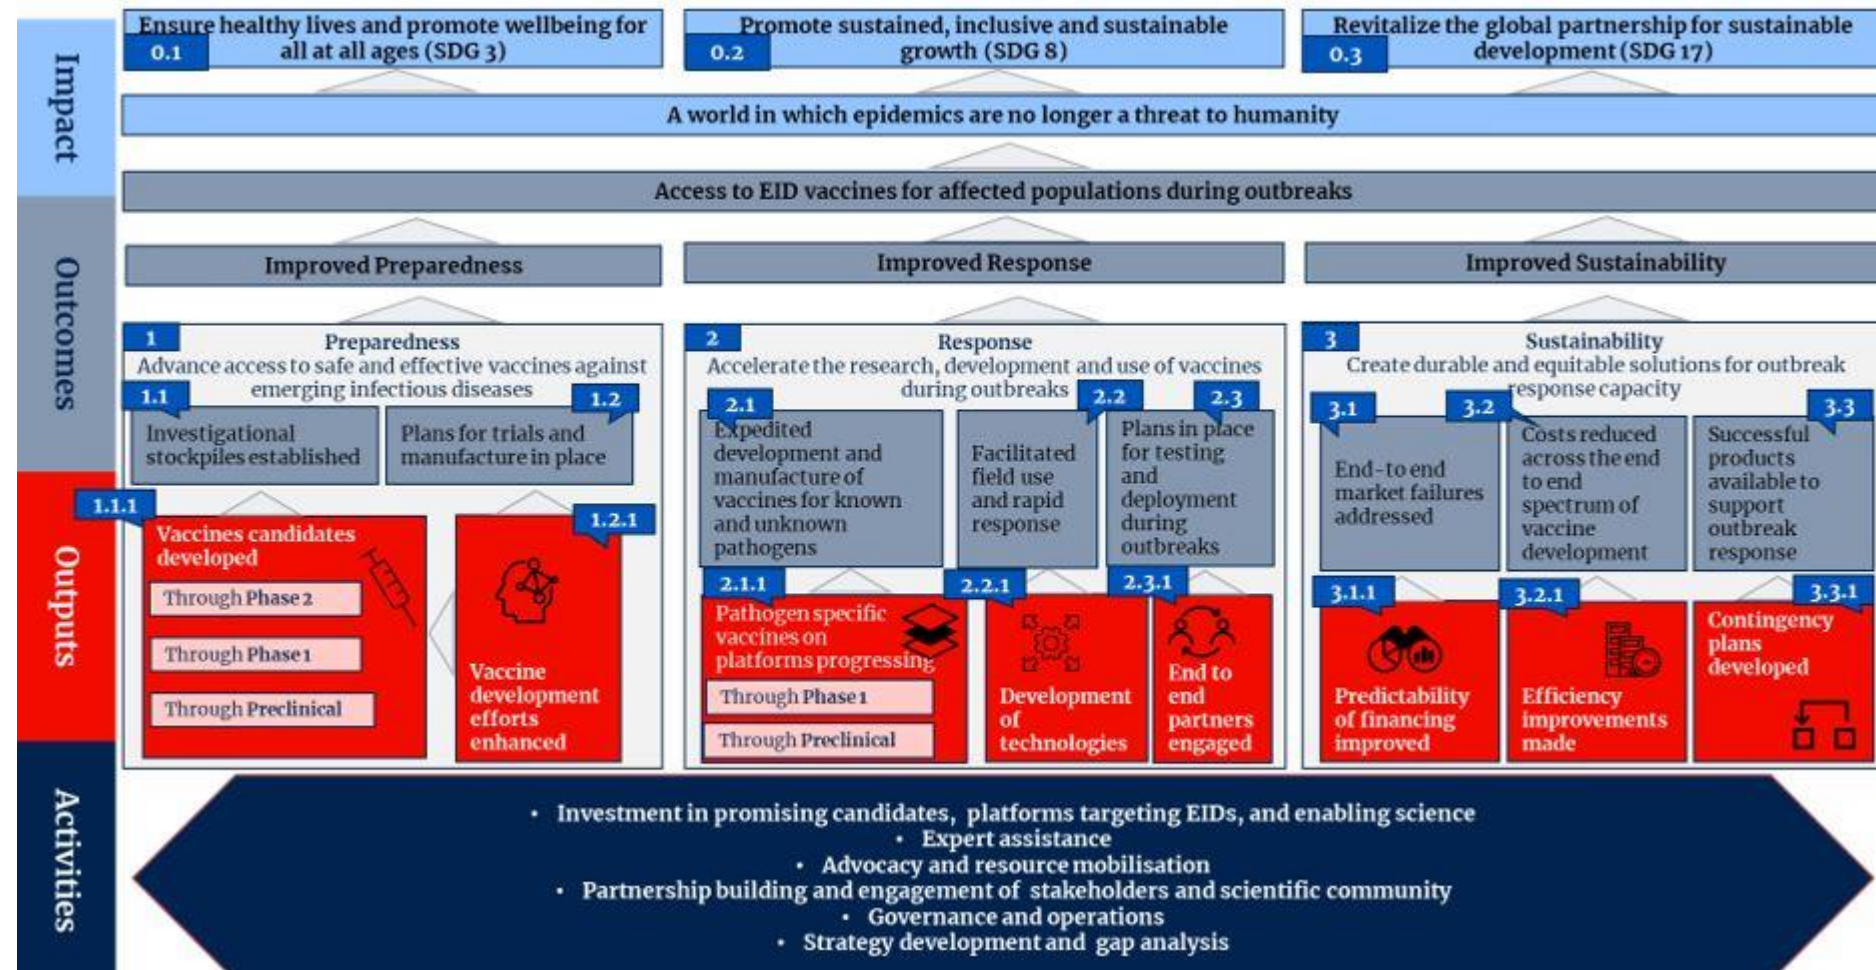 Impact
Ensure healthy lives and promote wellbeing for
all at all ages (SDG 3)
0.1
Promote sustained, inclusive and sustainable
growth (SDG 8)
0.2
Revitalize the global partnership for sustainable
development (SDG 17)
0.3
A world in which epidemics are no longer a threat to humanity
Outcomes
Access to EID vaccines for affected populations during outbreaks
Improved Preparedness
Improved Response
Improved Sustainability
1
Preparedness
Advance access to safe and effective vaccines against
emerging infectious diseases
1.1
Investigational
stockpiles established
1.2
Plans for trials and
manufacture in place
2
Response
Accelerate the research, development and use of vaccines
during outbreaks
2.1
Expedited
development and
manufacture of
vaccines for known
and unknown
pathogens
2.2
Facilitated
field use
and rapid
response
2.3
Plans in place
for testing
and
deployment
during
outbreaks
3
Sustainability
Create durable and equitable solutions for outbreak
response capacity
3.1
End-to end
market failures
addressed
3.2
Costs reduced
across the end
to end
spectrum of
vaccine
development
3.3
Successful
products
available to
support
outbreak
response
Outputs
1.1.1
Vaccines candidates
developed
Through Phase 2
Through Phase 1
Through Preclinical
1.2.1
Vaccine
development
efforts
enhanced
2.1.1
Pathogen specific
vaccines on
platforms progressing
Through Phase 1
Through Preclinical
2.2.1
Development
of
technologies
2.3.1
End to
end
partners
engaged
3.1.1
Predictability
of financing
improved
3.2.1
Efficiency
improvements
made
3.3.1
Contingency
plans
developed
Activities
• Investment in promising candidates, platforms targeting EIDs, and enabling science
• Expert assistance
• Advocacy and resource mobilisation
• Partnership building and engagement of stakeholders and scientific community
• Governance and operations
• Strategy development and gap analysis